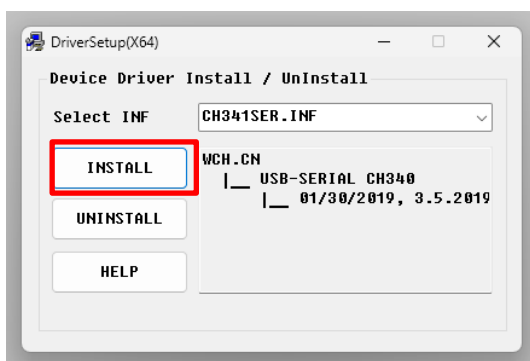 DriverSetup(X64)
Device Driver Install / UnInstall
Select INF
CH341SER.INF
INSTALL
UNINSTALL
HELP
WCH.CN
|__ USB-SERIAL CH340
|__ 01/30/2019, 3.5.2019